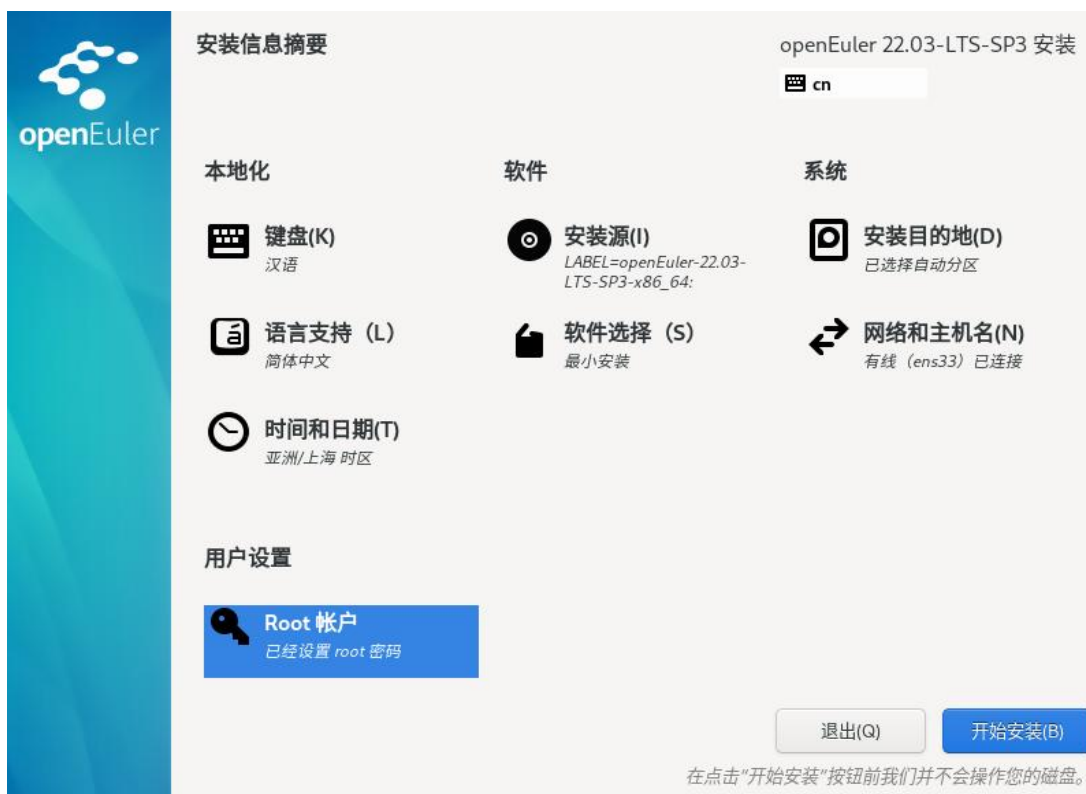 openEuler
安装信息摘要
openEuler 22.03-LTS-SP3 安装
cn
本地化
键盘(K)
汉语
语言支持（L）
简体中文
时间和日期(T)
亚洲/上海 时区
软件
安装源(I)
LABEL=openEuler-22.03-
LTS-SP3-x86_64:
软件选择（S）
最小安装
系统
安装目的地(D)
已选择自动分区
网络和主机名(N)
有线（ens33）已连接
用户设置
Root 帐户
已经设置 root 密码
退出(Q)
开始安装(B)
在点击"开始安装"按钮前我们并不会操作您的磁盘。